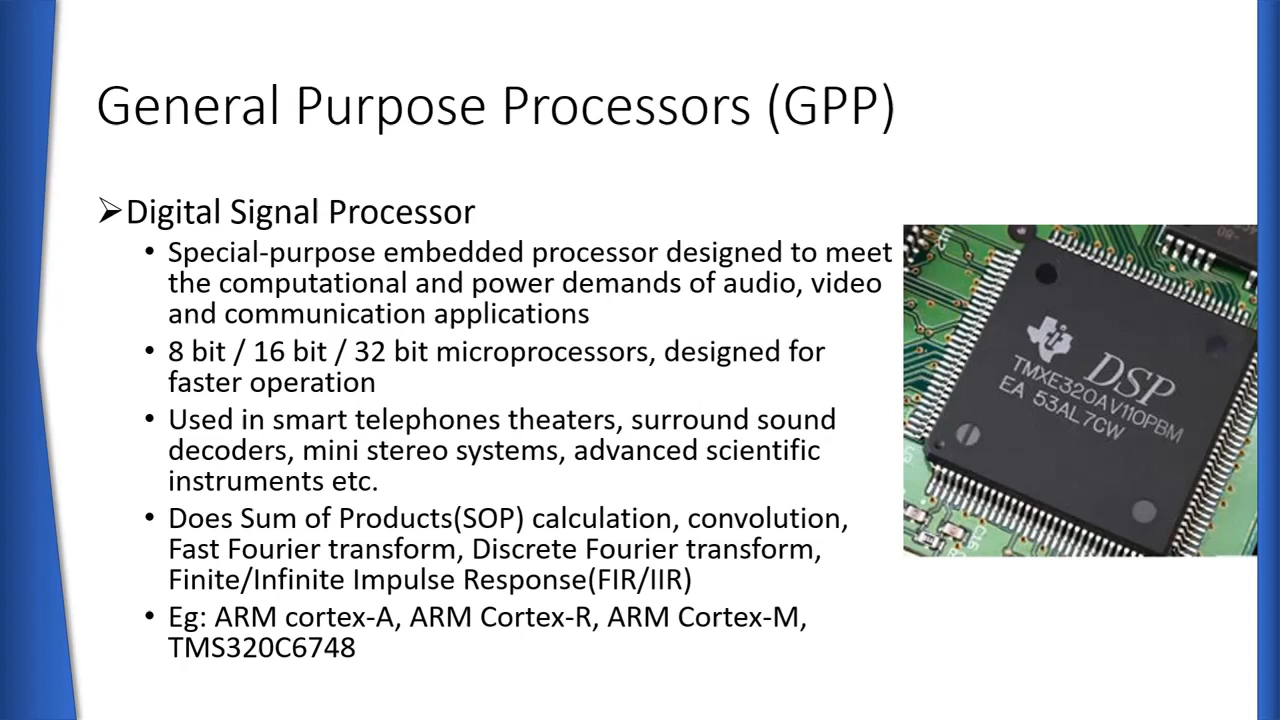 General Purpose Processors (GPP)
➢Digital Signal Processor
• Special-purpose embedded processor designed to meet
the computational and power demands of audio, video
and communication applications
• 8 bit / 16 bit / 32 bit microprocessors, designed for
faster operation
• Used in smart telephones theaters, surround sound
decoders, mini stereo systems, advanced scientific
instruments etc.
• Does Sum of Products(SOP) calculation, convolution,
Fast Fourier transform, Discrete Fourier transform,
Finite/Infinite Impulse Response(FIR/IIR)
• Eg: ARM cortex-A, ARM Cortex-R, ARM Cortex-M,
TMS320C6748
DSP
TMXE320AV110PBM
EA 53AL7CW